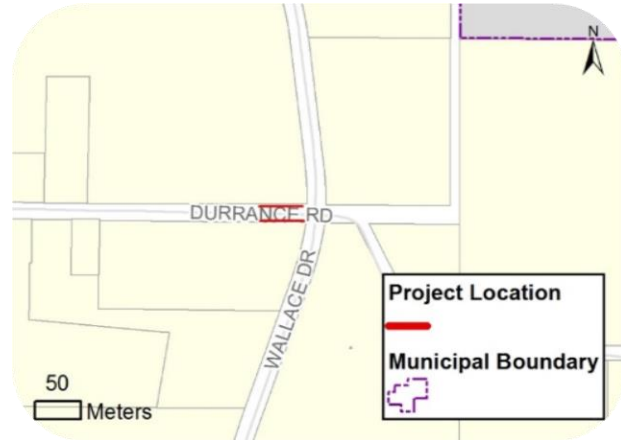 N
DURRANCE RD
WALLACE DR
Project Location
Municipal Boundary
50
Meters